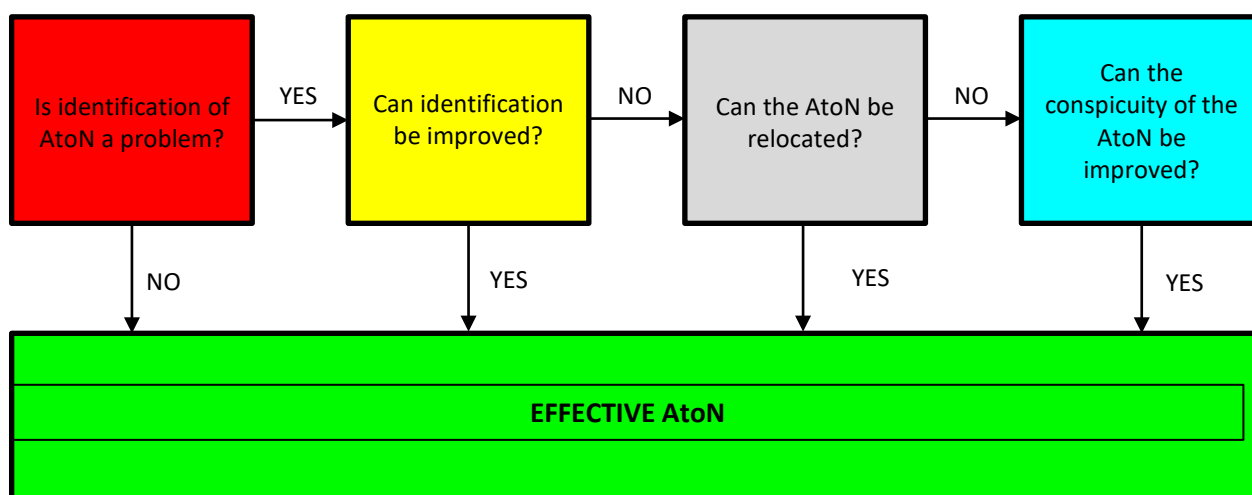 Is identification of
AtoN a problem?
YES
Can identification
be improved?
NO
Can the AtoN be
relocated?
NO
Can the
conspicuity of the
AtoN be
improved?
NO
YES
YES
YES
EFFECTIVE AtoN